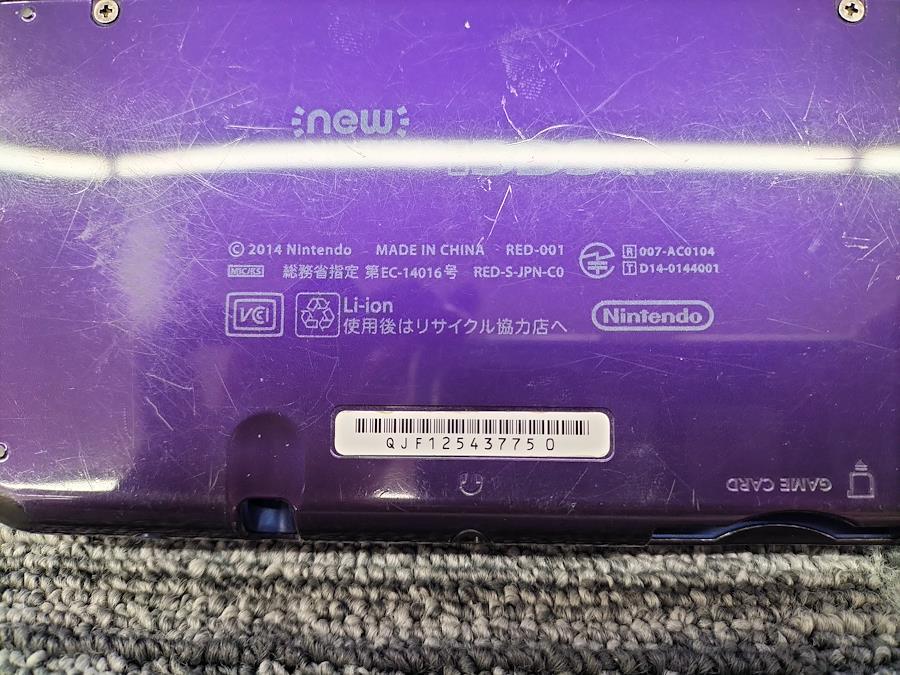 new
© 2014 Nintendo MADE IN CHINA RED-001
MIC/KS 総務省指定 第EC-14016号 RED-S-JPN-C0
R 007-AC0104
T D14-0144001
VCI
Li-ion
使用後はリサイクル協力店へ
Nintendo
QJF125437750
GAME CARD